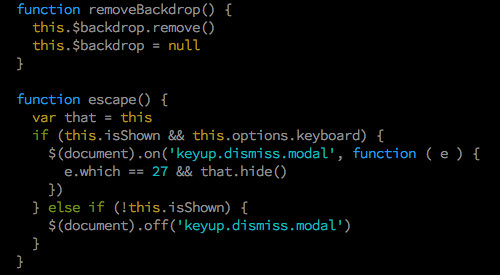 function removeBackdrop() {
  this.$backdrop.remove()
  this.$backdrop = null
}

function escape() {
  var that = this
  if (this.isShown && this.options.keyboard) {
    $(document).on('keyup.dismiss.modal', function ( e ) {
      e.which == 27 && that.hide()
    })
  } else if (!this.isShown) {
    $(document).off('keyup.dismiss.modal')
  }
}